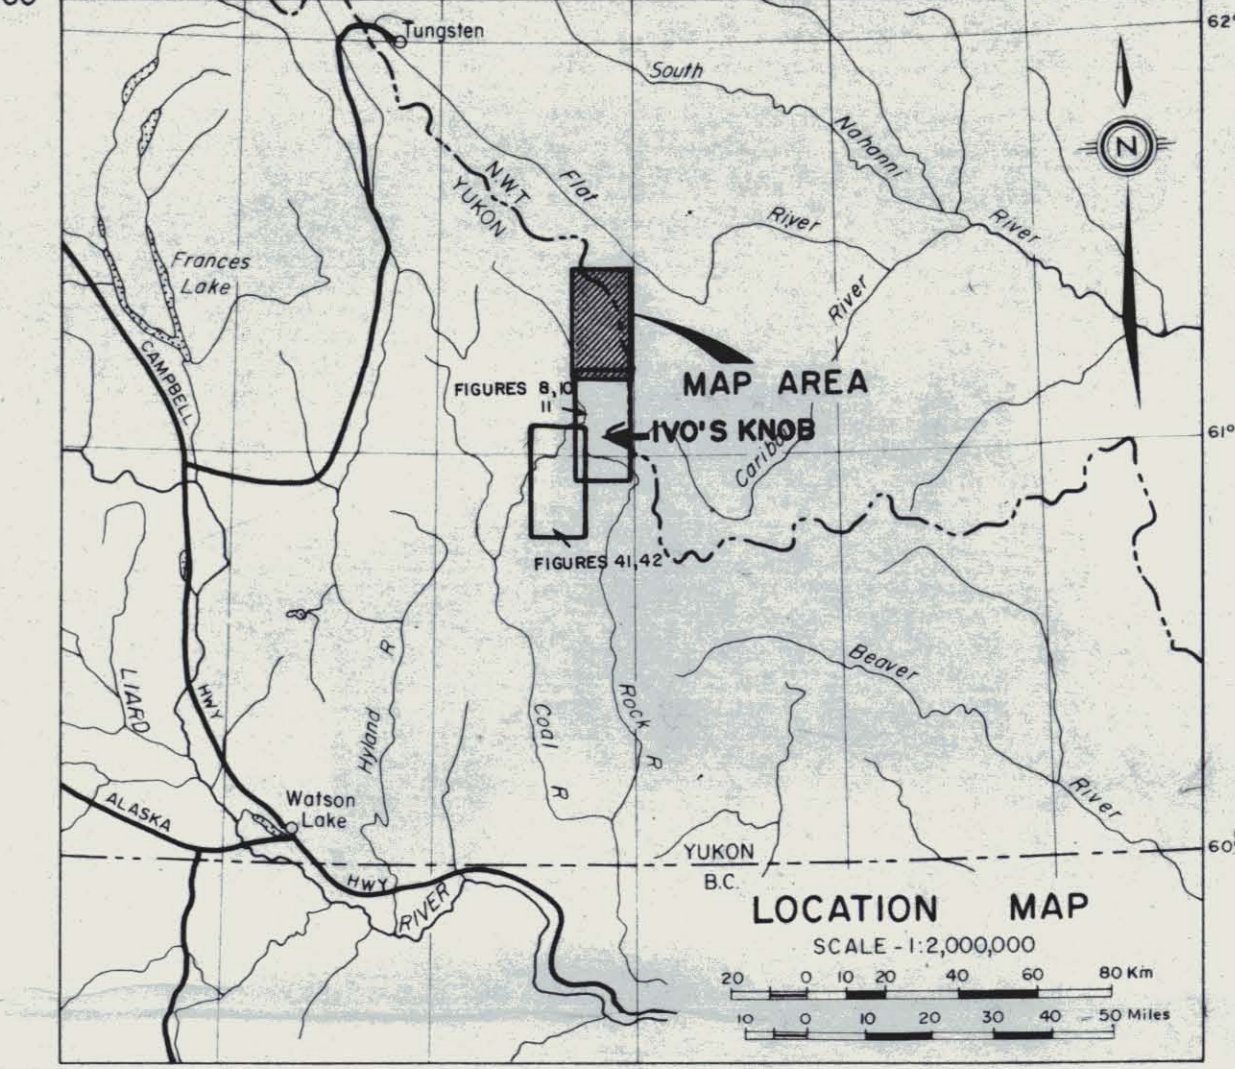 Tungsten
62°
South
Nahanni
River
N
N.W.T
YUKON
Flat
River
River
Frances
Lake
CAMPBELL
MAP AREA
FIGURES 8,10
11
IVO'S KNOB
61°
Caribou
FIGURES 41,42
LIARD
HWY
Hyland
R
Coal
R
Rock
R
Beaver
River
ALASKA
Watson
Lake
HWY
RIVER
YUKON
B.C.
60°
LOCATION MAP
SCALE - 1:2,000,000
20 0 10 20 40 60 80 Km
10 0 10 20 30 40 50 Miles